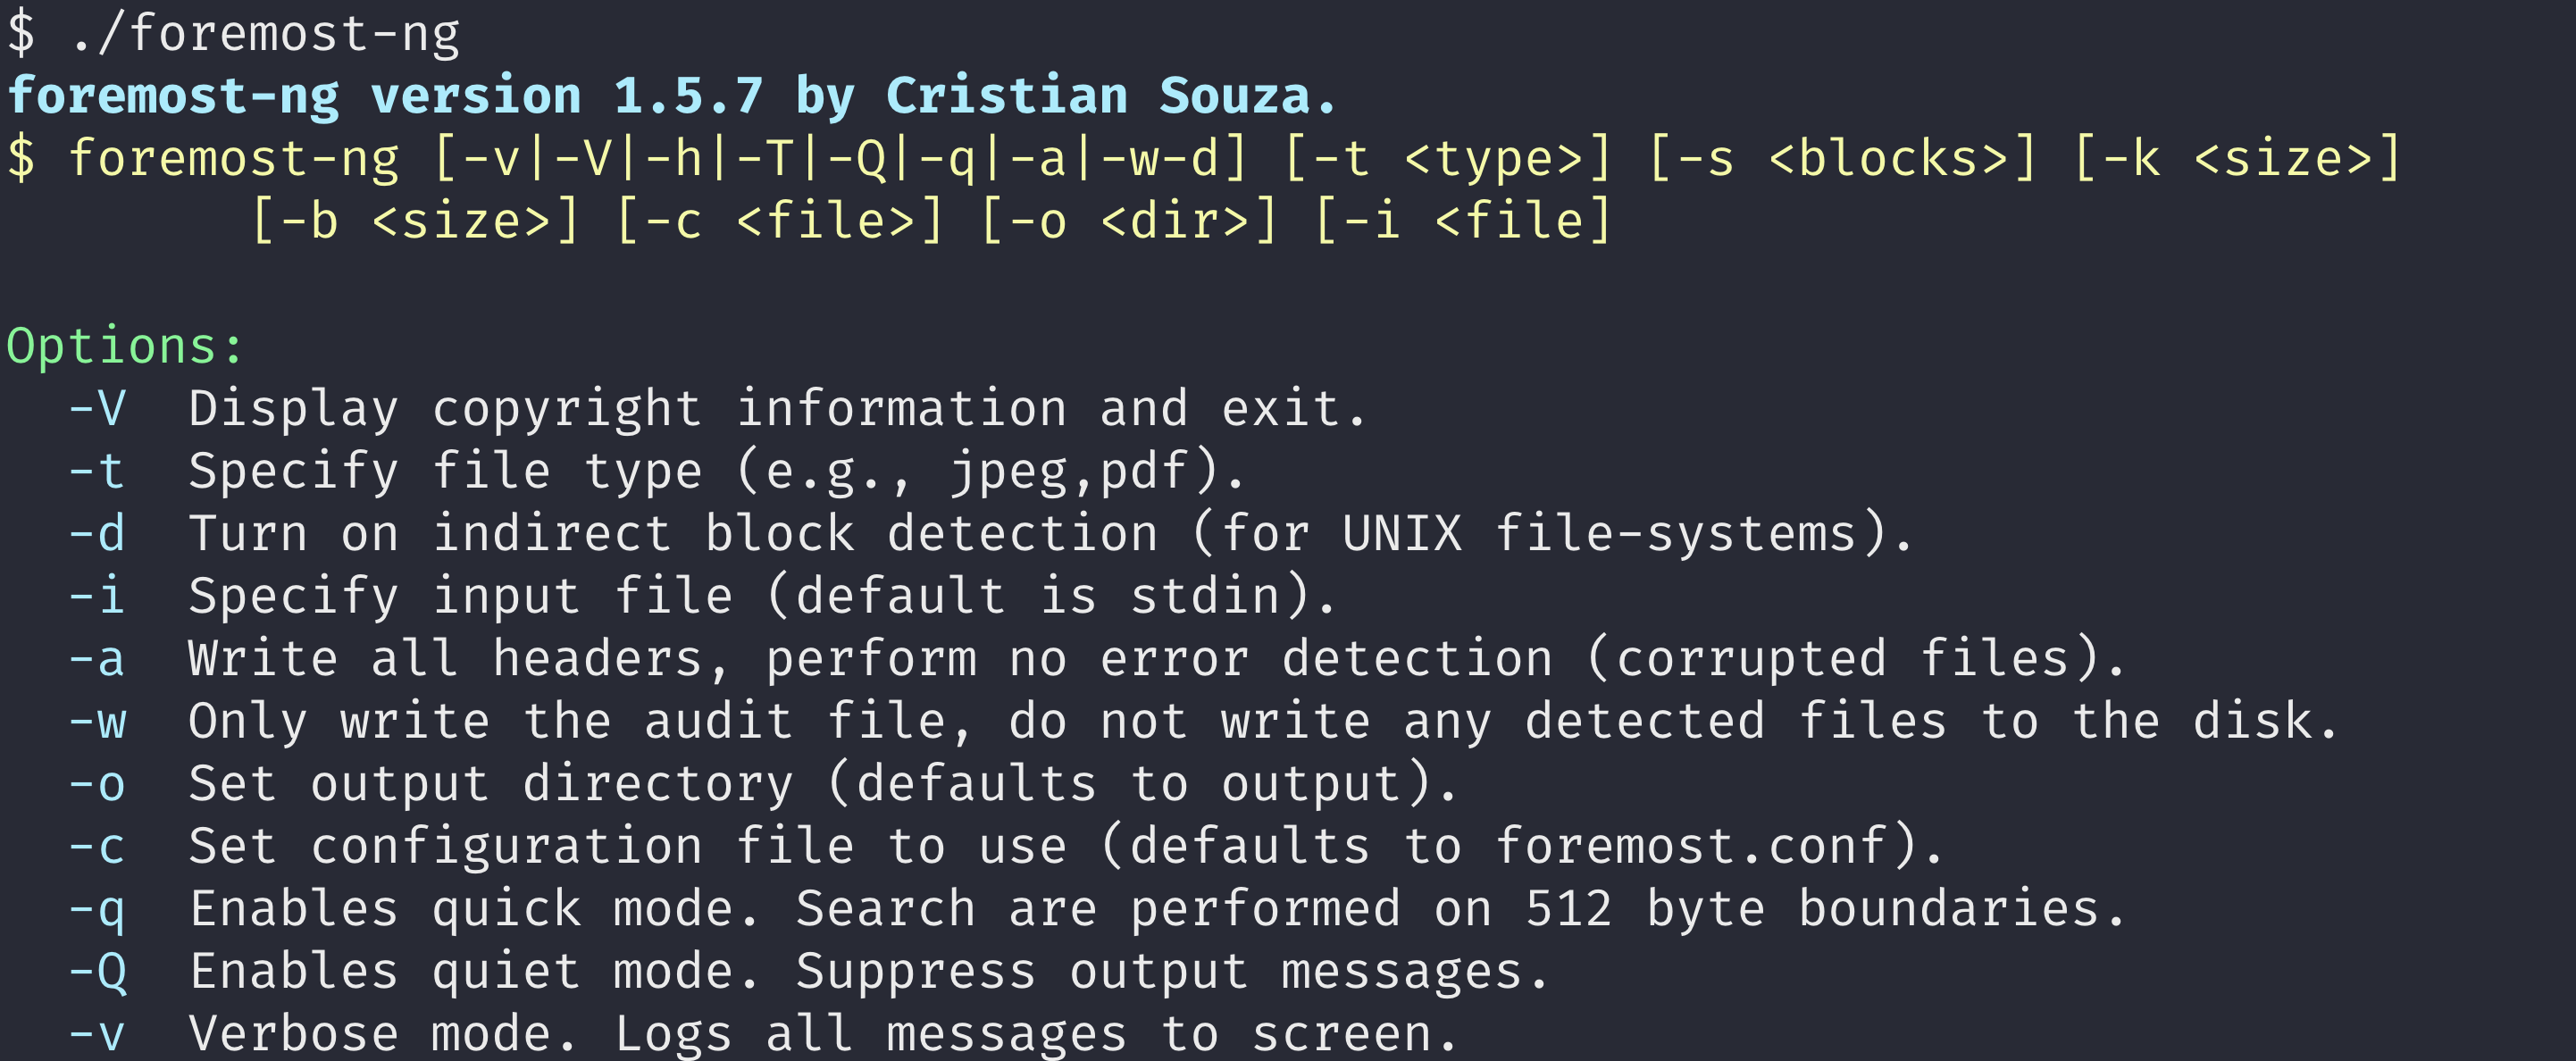 $ ./foremost-ng
foremost-ng version 1.5.7 by Cristian Souza.
$ foremost-ng [-v|-V|-h|-T|-Q|-q|-a|-w-d] [-t <type>] [-s <blocks>] [-k <size>]
        [-b <size>] [-c <file>] [-o <dir>] [-i <file]
Options:
  -V  Display copyright information and exit.
  -t  Specify file type (e.g., jpeg,pdf).
  -d  Turn on indirect block detection (for UNIX file-systems).
  -i  Specify input file (default is stdin).
  -a  Write all headers, perform no error detection (corrupted files).
  -w  Only write the audit file, do not write any detected files to the disk.
  -o  Set output directory (defaults to output).
  -c  Set configuration file to use (defaults to foremost.conf).
  -q  Enables quick mode. Search are performed on 512 byte boundaries.
  -Q  Enables quiet mode. Suppress output messages.
  -v  Verbose mode. Logs all messages to screen.